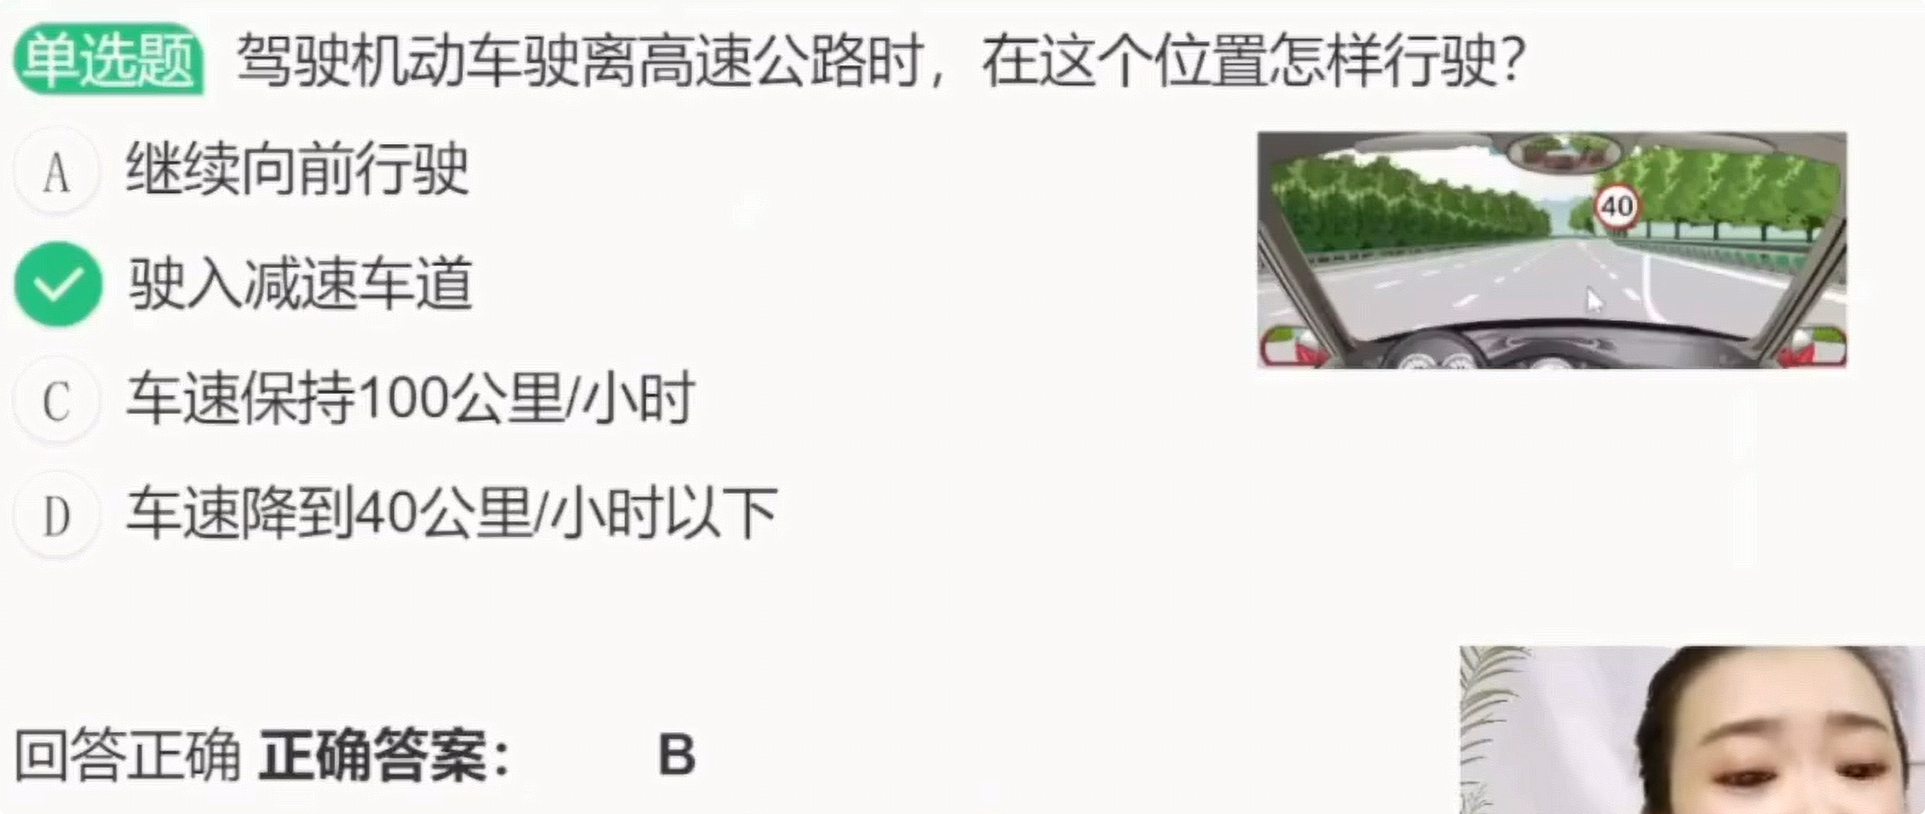 单选题 驾驶机动车驶离高速公路时，在这个位置怎样行驶？
A 继续向前行驶
40
驶入减速车道
C 车速保持100公里/小时
D 车速降到40公里/小时以下
回答正确 正确答案： B